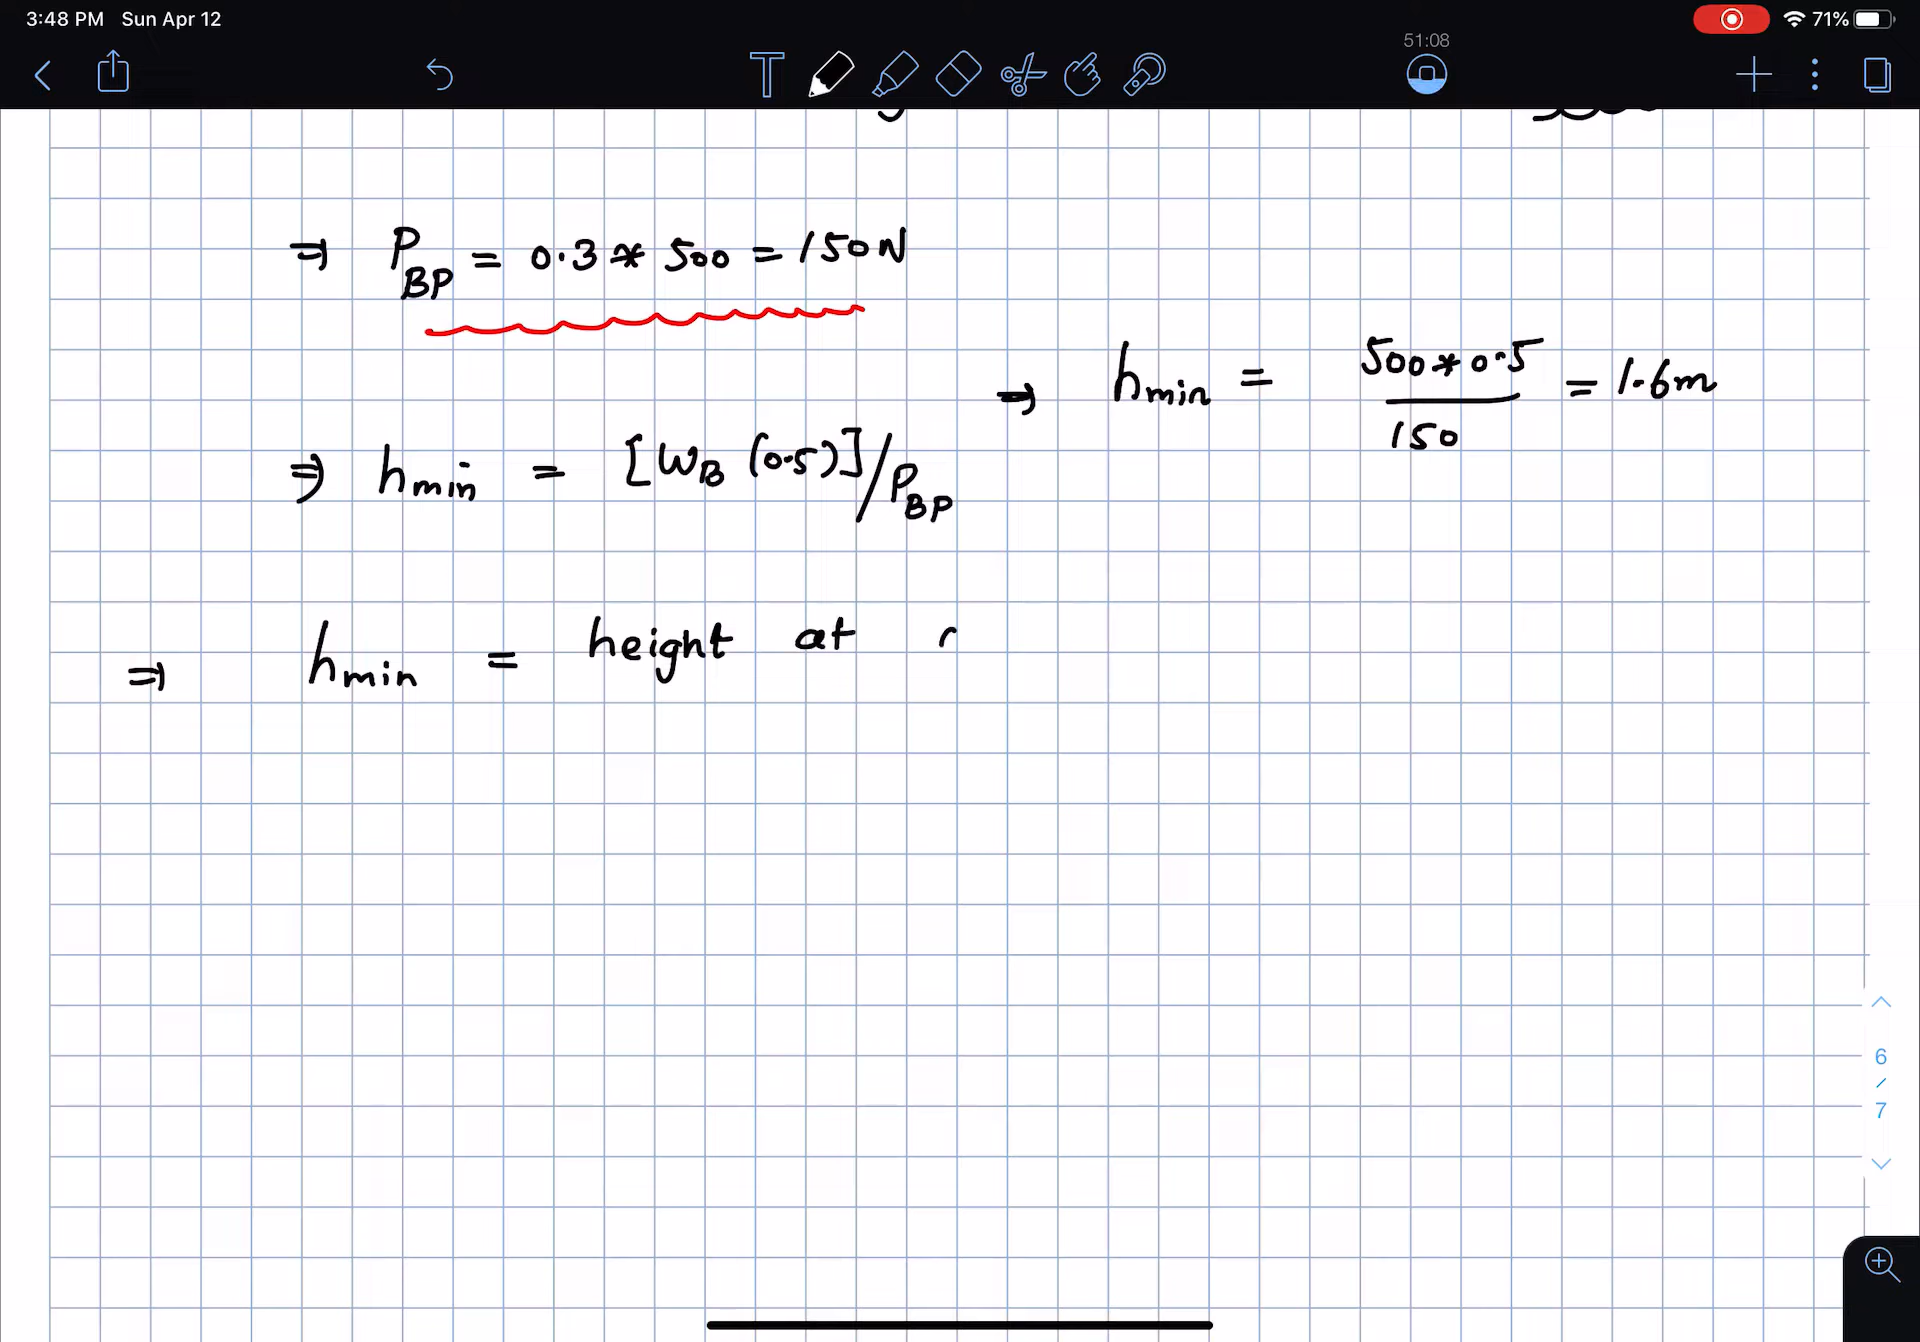 3:48 PM Sun Apr 12
71%
51:08
⇒ P_BP = 0.3 * 500 = 150N
⇒ h_min = 500*0.5/150 = 1.6m
⇒ h_min = [W_B (0.5)]/P_BP
⇒ h_min = height at
6
/
7